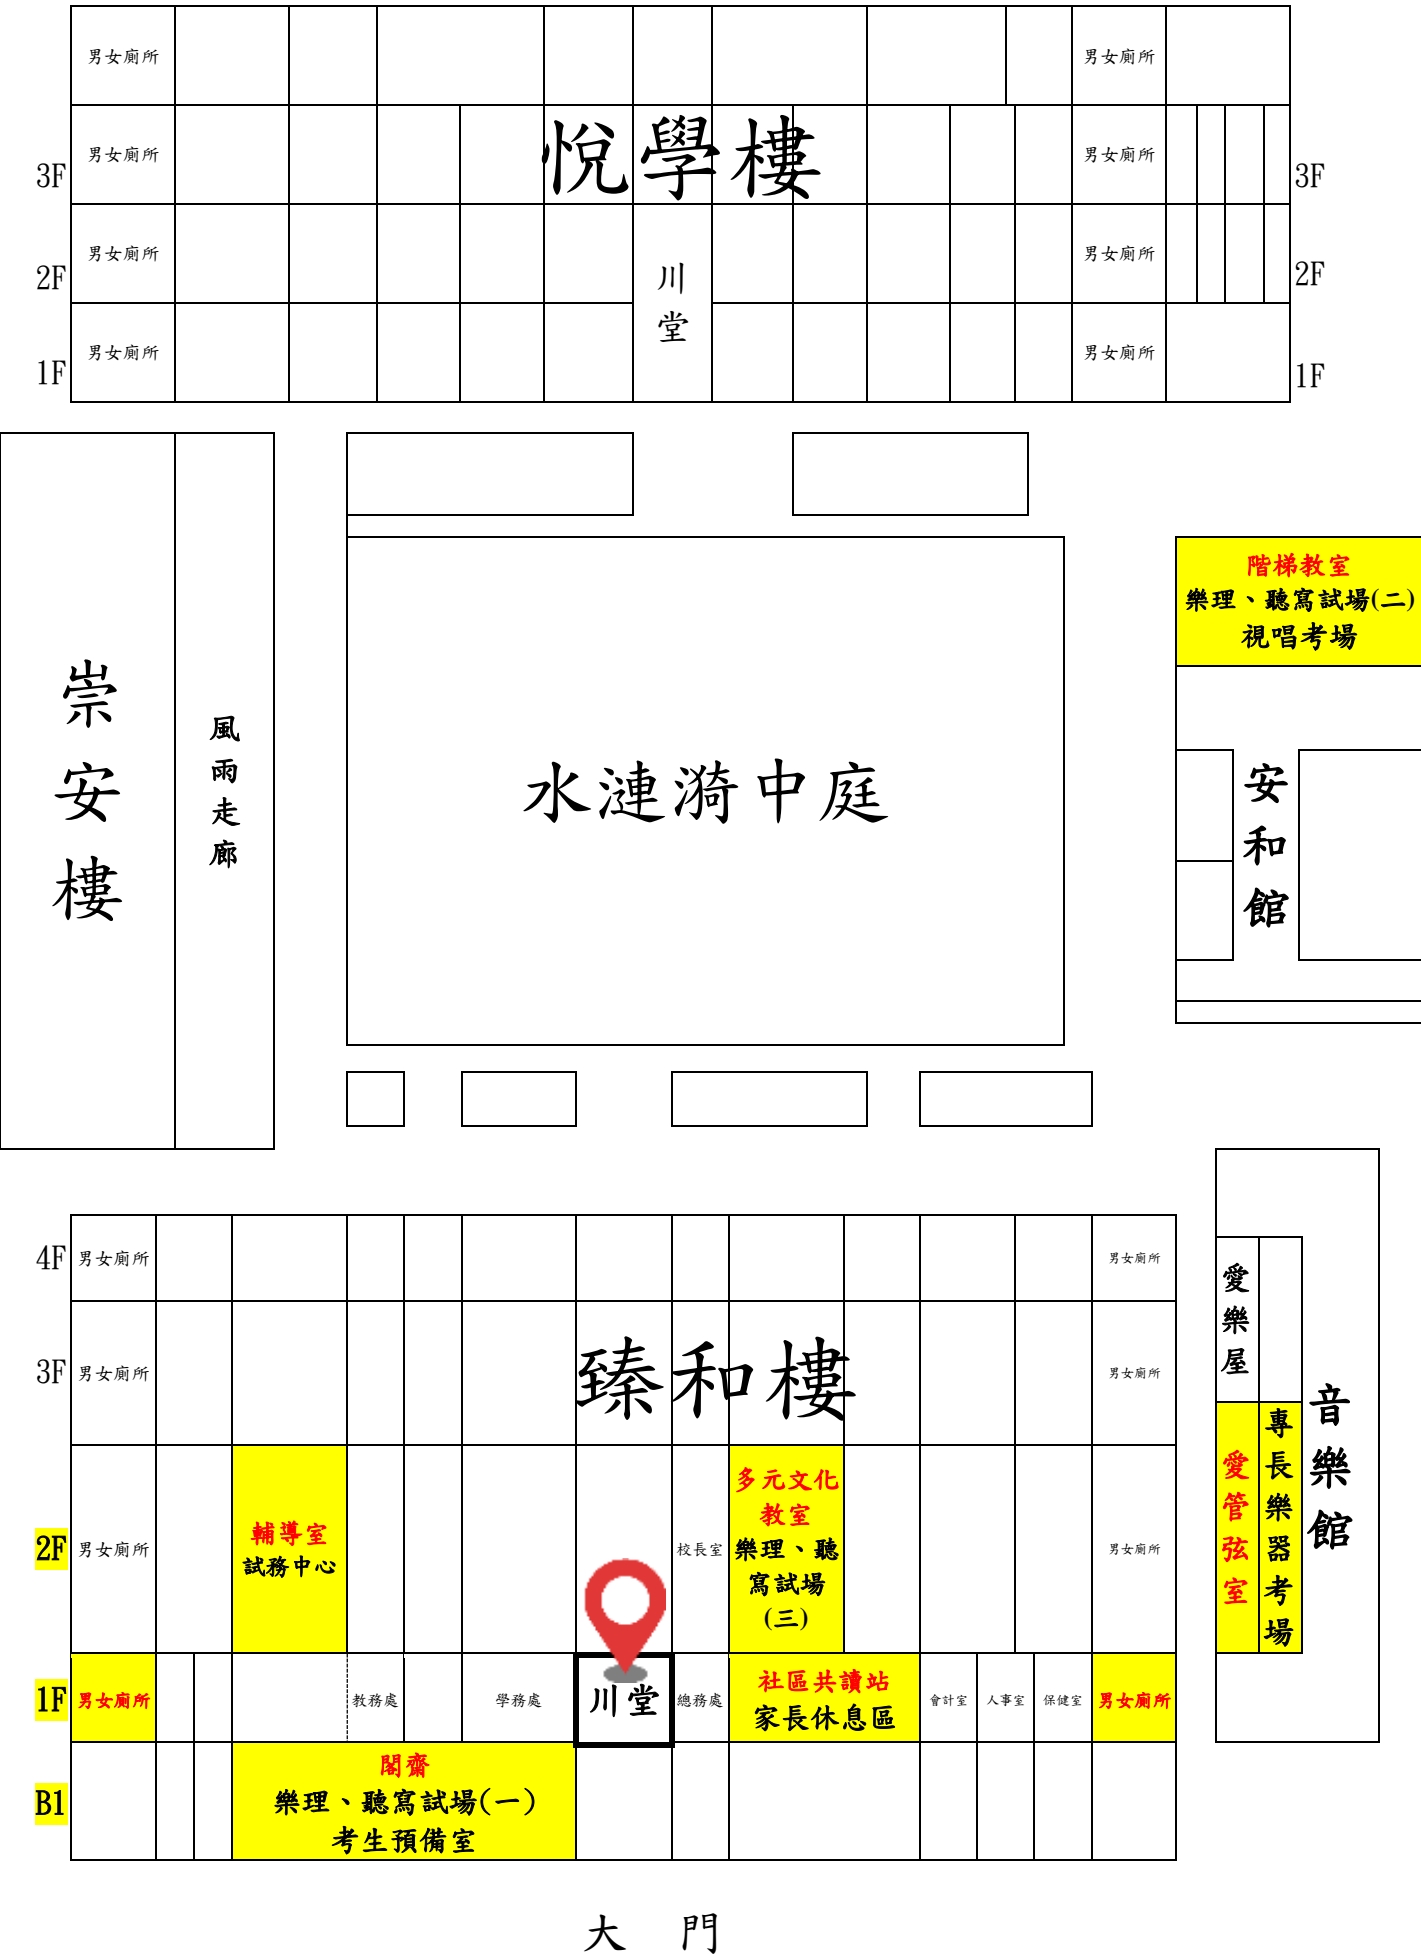 男女廁所
男女廁所
悅學樓
3F
男女廁所
男女廁所
3F
2F
男女廁所
川堂
男女廁所
2F
1F
男女廁所
男女廁所
1F
崇安樓
風雨走廊
水漣漪中庭
階梯教室
樂理、聽寫試場(二)
視唱考場
安和館
4F
男女廁所
男女廁所
臻和樓
3F
男女廁所
男女廁所
2F
男女廁所
輔導室
試務中心
校長室
多元文化
教室
樂理、聽
寫試場
(三)
男女廁所
1F
男女廁所
教務處
學務處
川堂
總務處
社區共讀站
家長休息區
會計室
人事室
保健室
男女廁所
B1
閣齋
樂理、聽寫試場(一)
考生預備室
愛樂屋
愛管弦室
專長樂器考場
音樂館
大 門